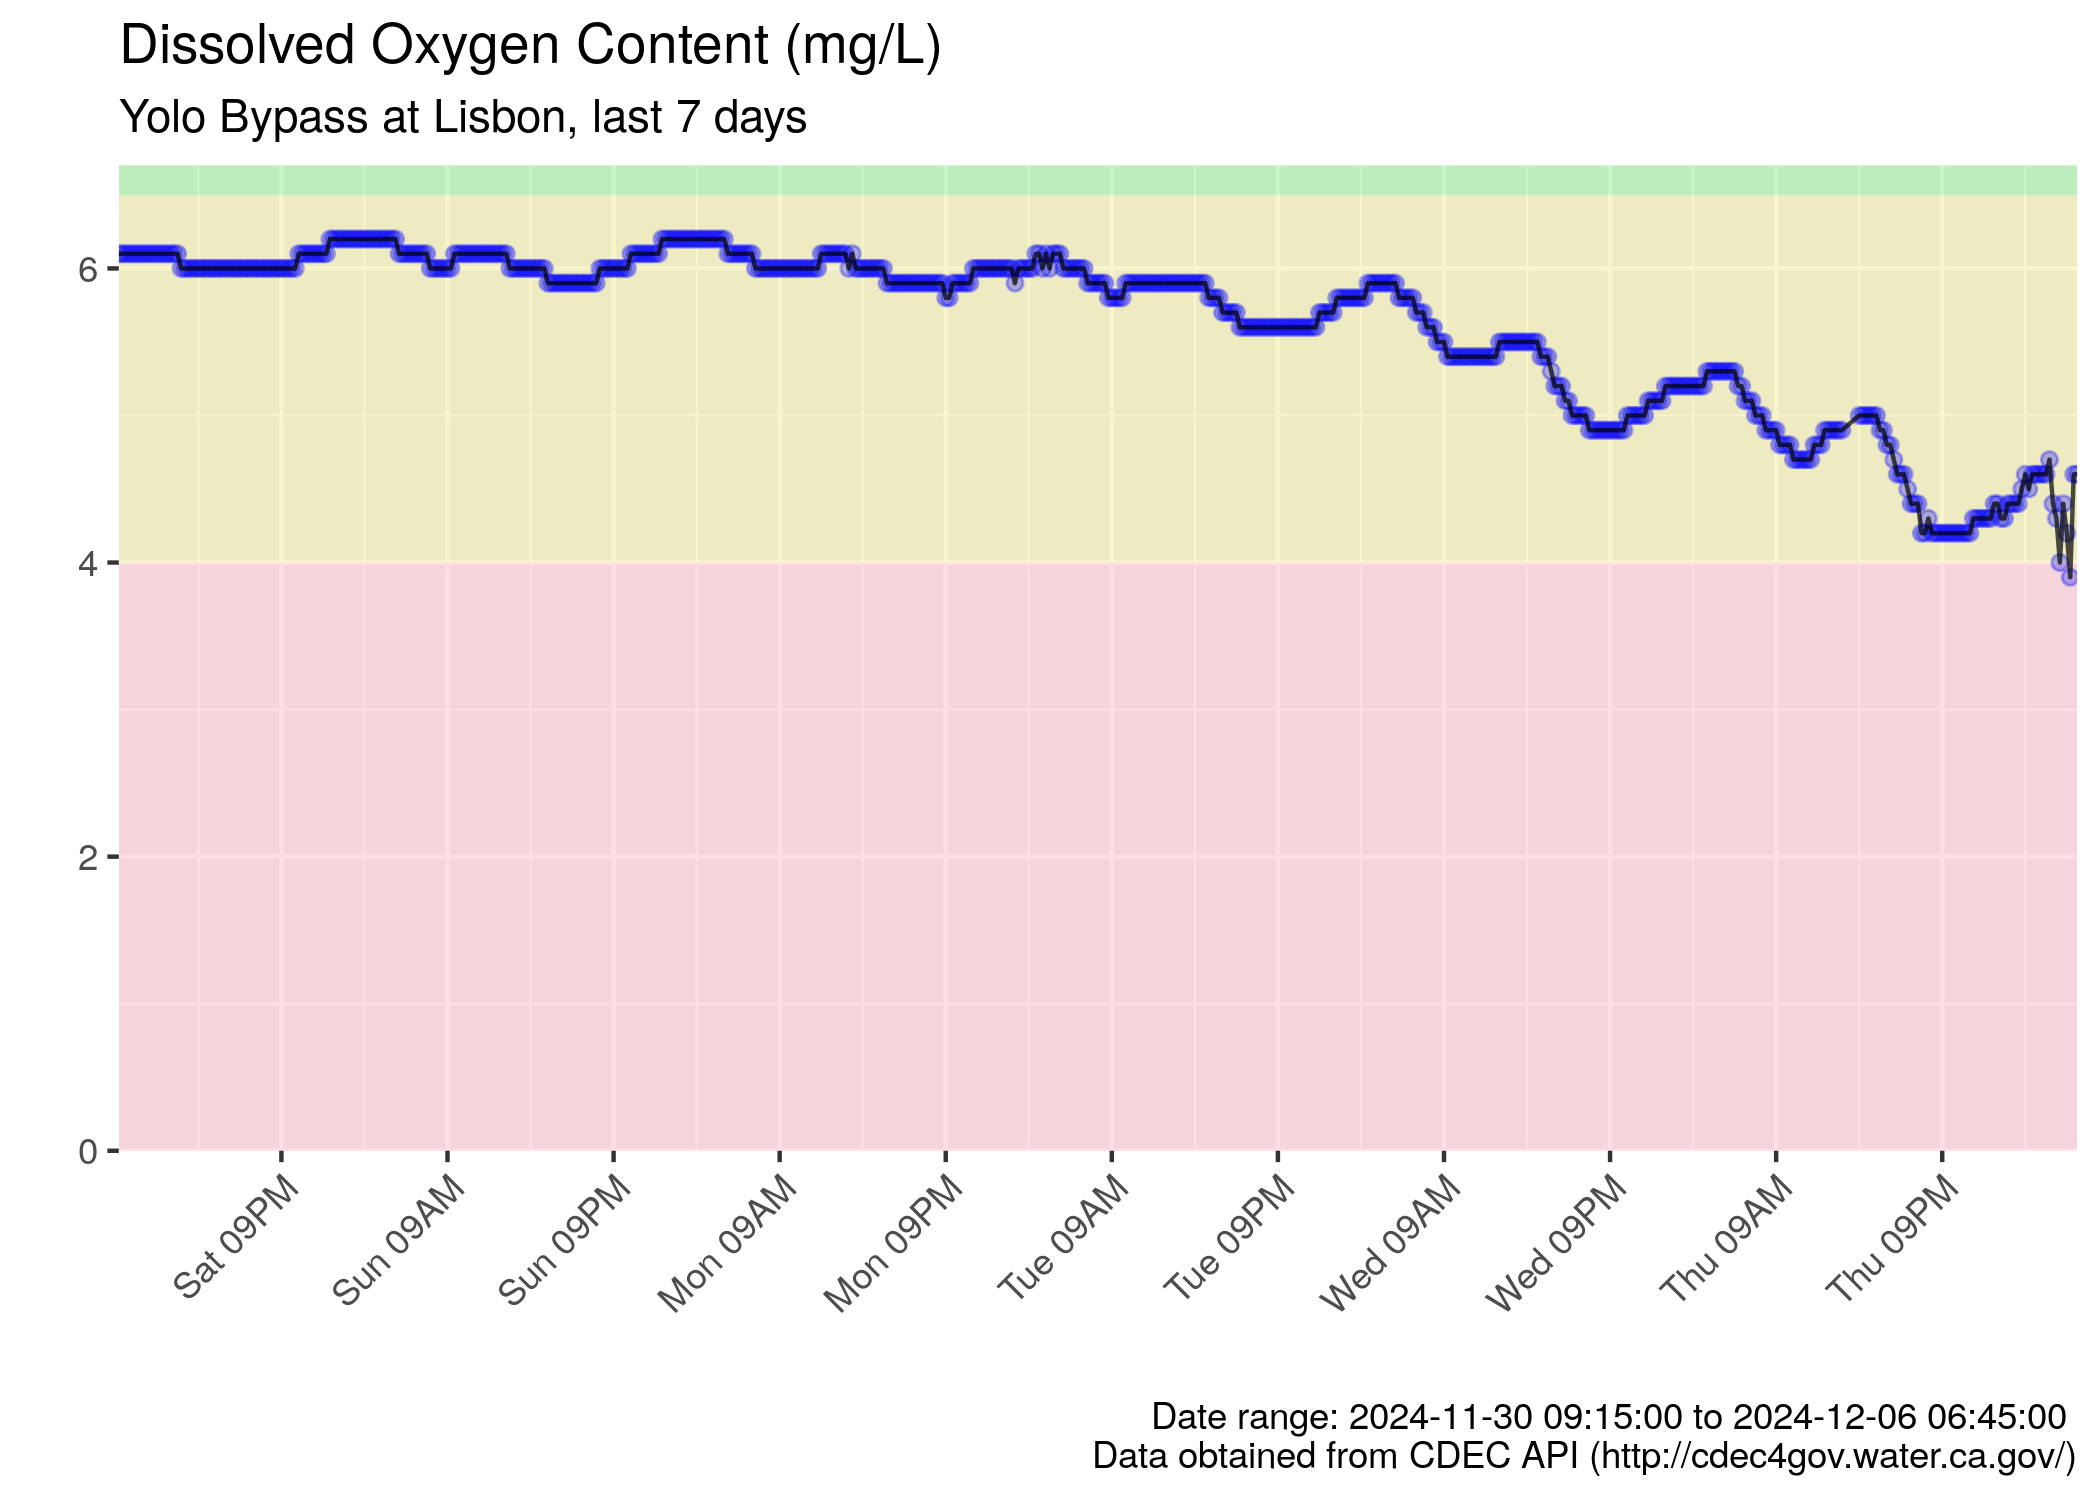 Dissolved Oxygen Content (mg/L)
Yolo Bypass at Lisbon, last 7 days
6
4
2
0
Sat 09PM
Sun 09AM
Sun 09PM
Mon 09AM
Mon 09PM
Tue 09AM
Tue 09PM
Wed 09AM
Wed 09PM
Thu 09AM
Thu 09PM
Date range: 2024-11-30 09:15:00 to 2024-12-06 06:45:00
Data obtained from CDEC API (http://cdec4gov.water.ca.gov/)